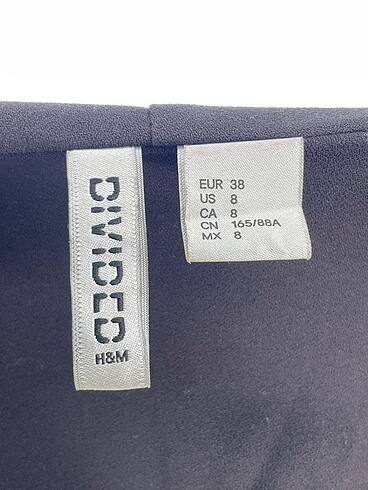 DIVIDED
H&M
EUR 38
US 8
CA 8
CN 165/88A
MX 8